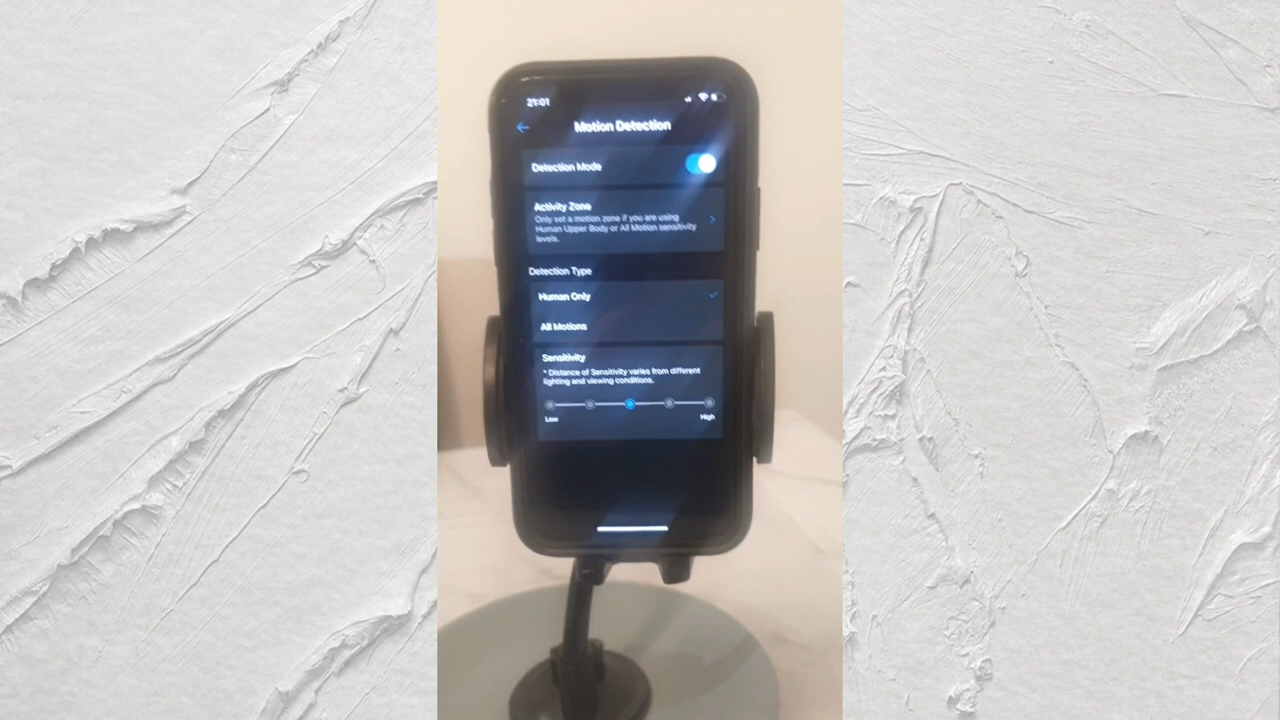 21:01
Motion Detection
Detection Mode
Activity Zone
Only set a motion zone if you are using
Human Upper Body or All Motion sensitivity
levels.
Detection Type
Human Only
All Motions
Sensitivity
* Distance of Sensitivity varies from different
lighting and viewing conditions.
Low
High